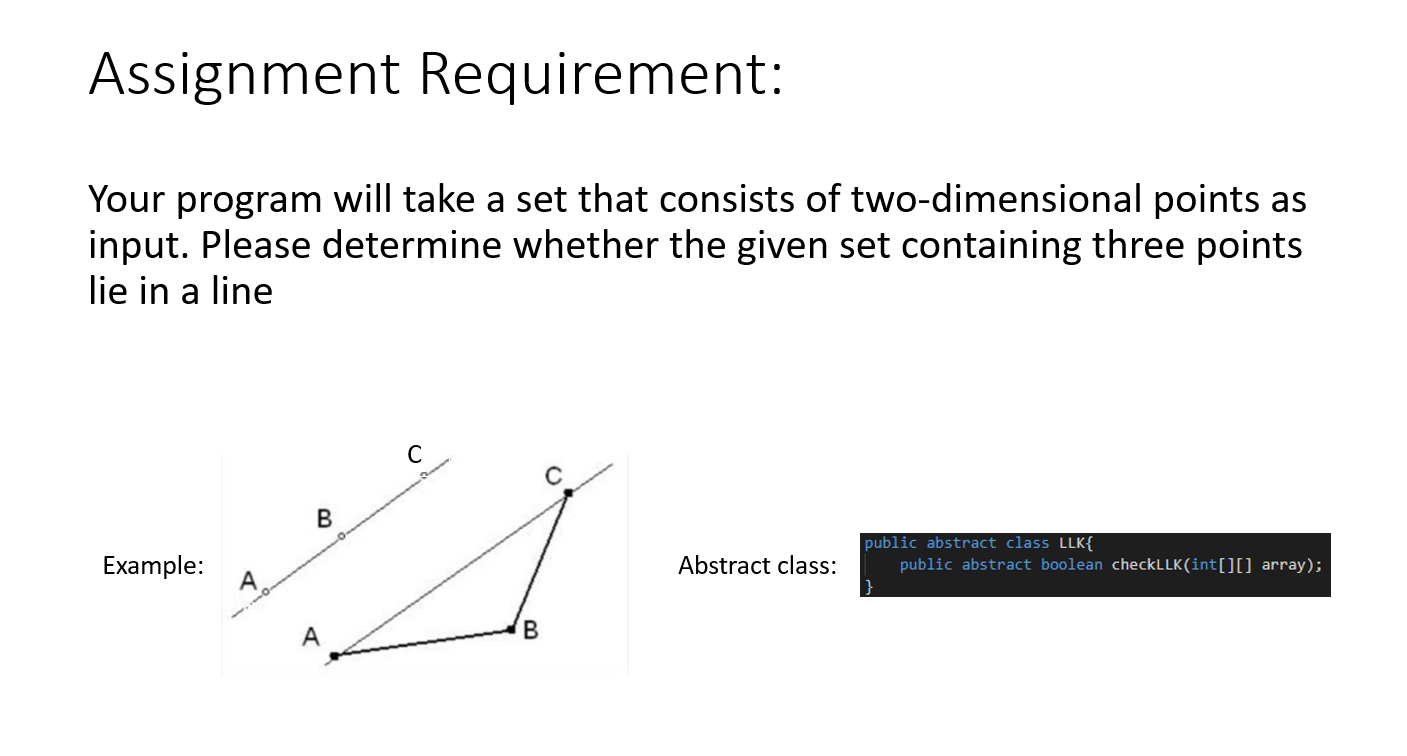 Assignment Requirement:
Your program will take a set that consists of two-dimensional points as
input. Please determine whether the given set containing three points
lie in a line
Example:
C
B
A
C
A
B
Abstract class:
public abstract class LLK{
public abstract boolean checkLLK(int[][] array);
}